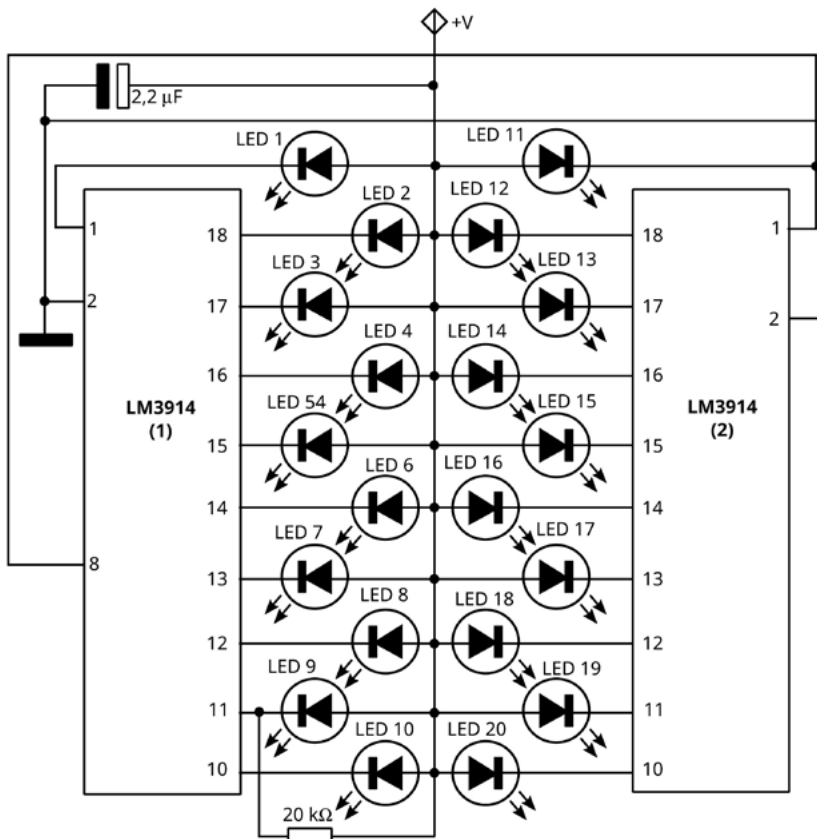 +V
2,2 µF
LED 1
LED 11
LED 2
LED 12
1
18
18
1
LED 3
LED 13
2
17
17
2
LED 4
LED 14
16
16
LM3914
(1)
LED 54
LED 15
LM3914
(2)
15
15
LED 6
LED 16
14
14
LED 7
LED 17
8
13
13
LED 8
LED 18
12
12
LED 9
LED 19
11
11
LED 10
LED 20
10
10
20 kΩ